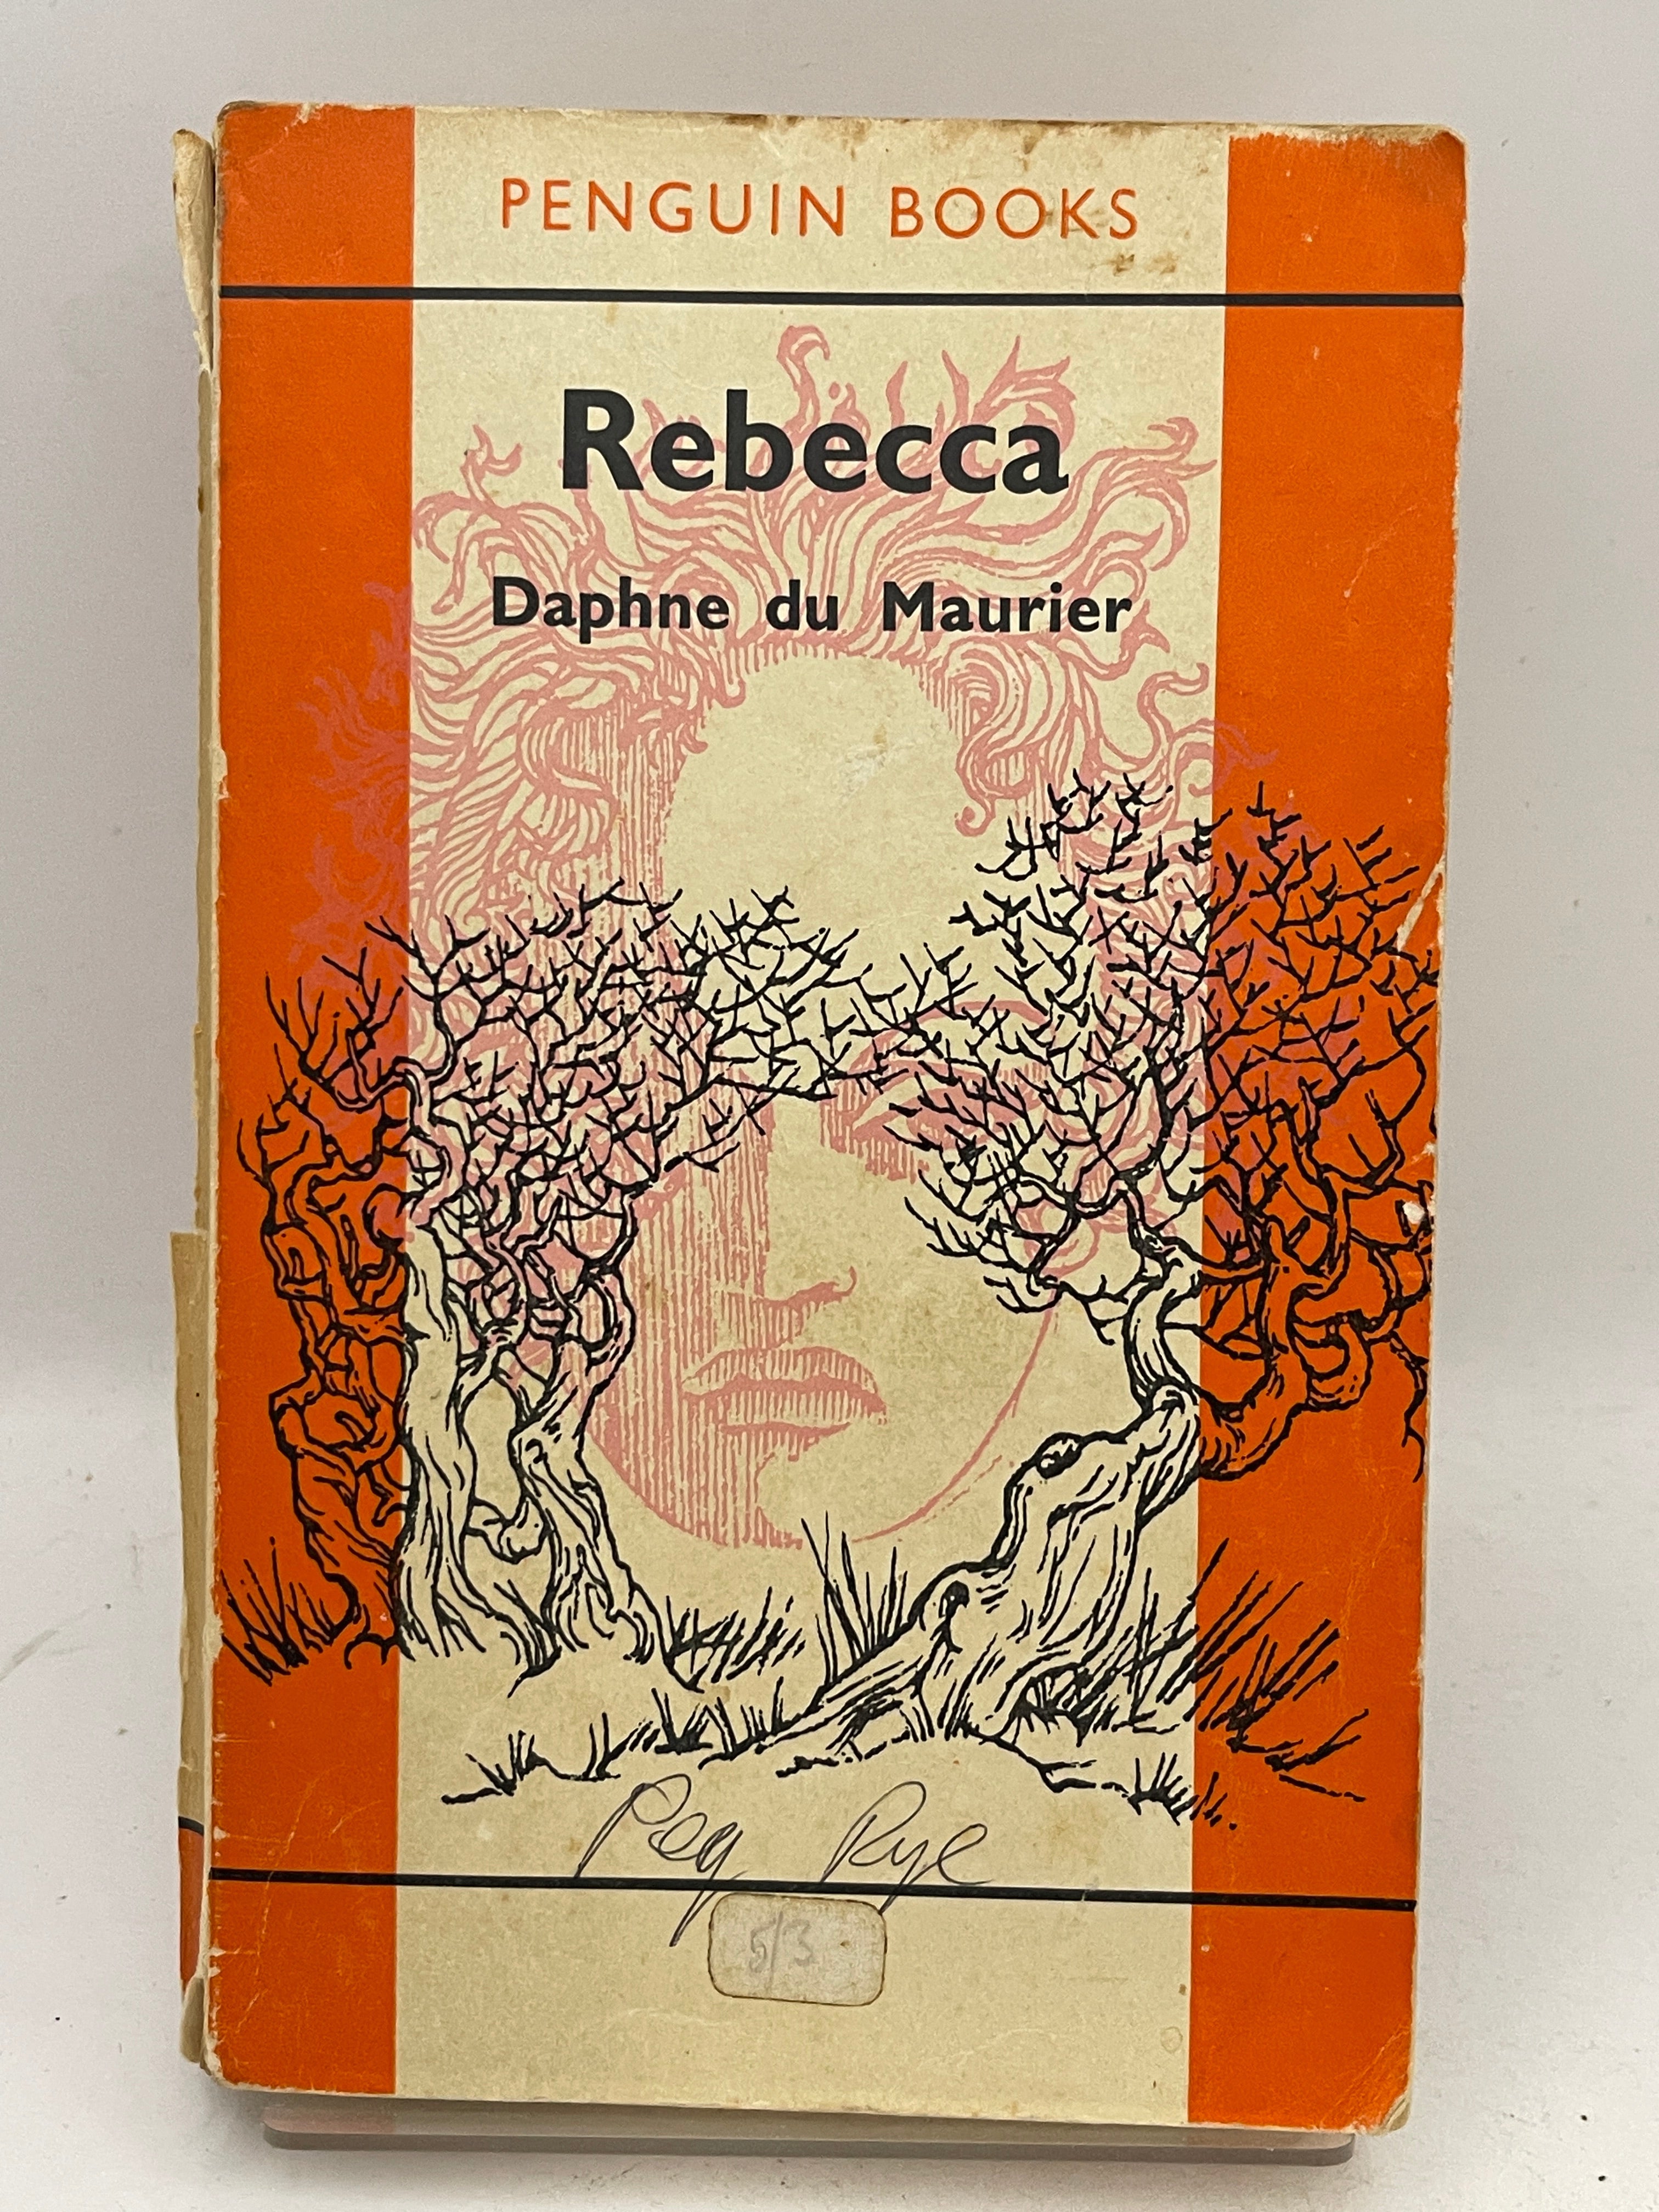 PENGUIN BOOKS
Rebecca
Daphne du Maurier
Peg Rye
5/3